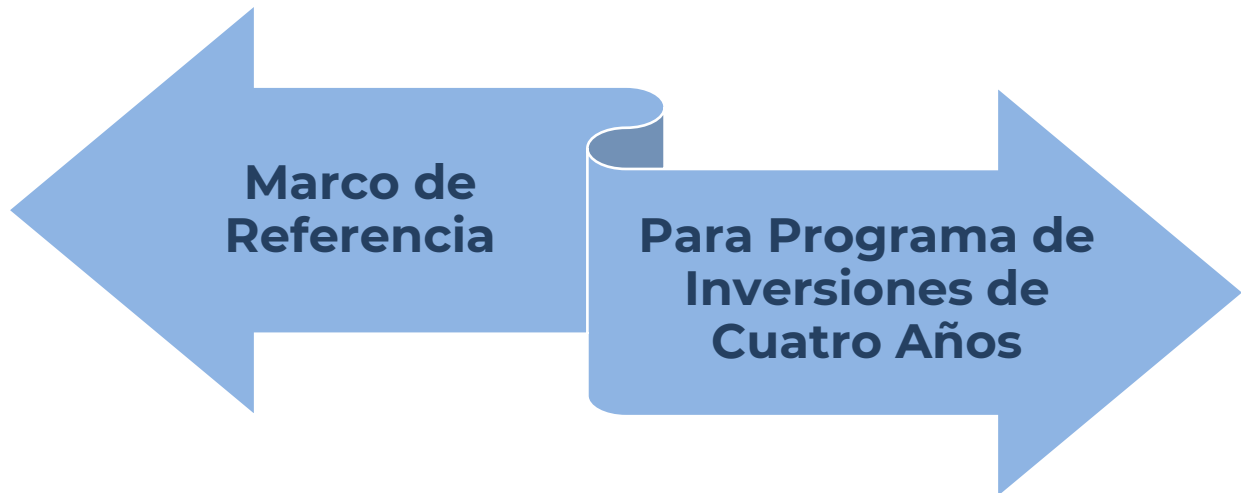 Marco de
Referencia
Para Programa de
Inversiones de
Cuatro Años